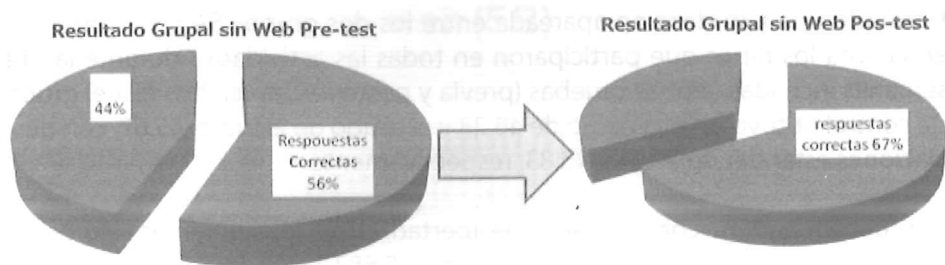 Resultado Grupal sin Web Pre-test
44%
Respouestas
Correctas
56%
Resultado Grupal sin Web Pos-test
respuestas
correctas 67%